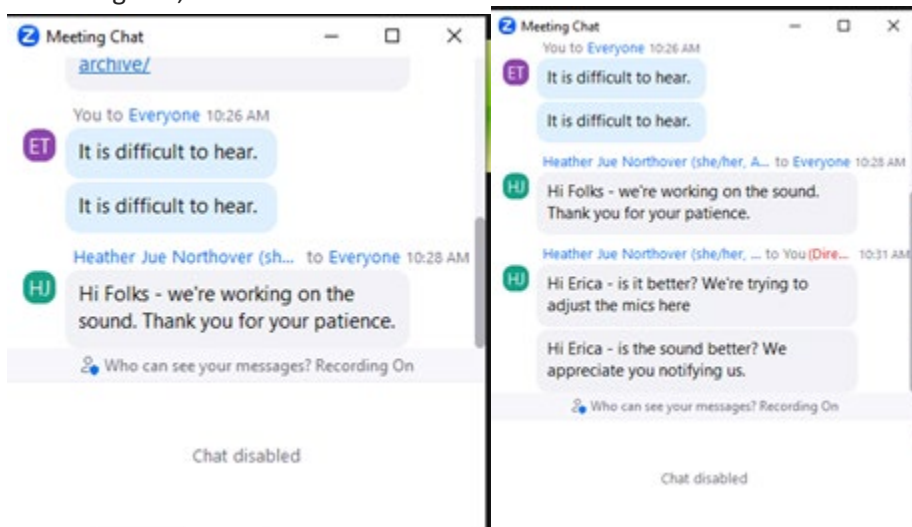 Meeting Chat
archive/
You to Everyone 10:26 AM
ET
It is difficult to hear.
It is difficult to hear.
Heather Jue Northover (sh... to Everyone 10:28 AM
HJ
Hi Folks - we're working on the
sound. Thank you for your patience.
Who can see your messages? Recording On
Chat disabled
Meeting Chat
You to Everyone 10:26 AM
ET
It is difficult to hear.
It is difficult to hear.
Heather Jue Northover (she/her, A... to Everyone 10:28 AM
HJ
Hi Folks - we're working on the sound.
Thank you for your patience.
Heather Jue Northover (she/her, ... to You (Dire... 10:31 AM
HJ
Hi Erica - is it better? We're trying to
adjust the mics here
Hi Erica - is the sound better? We
appreciate you notifying us.
Who can see your messages? Recording On
Chat disabled